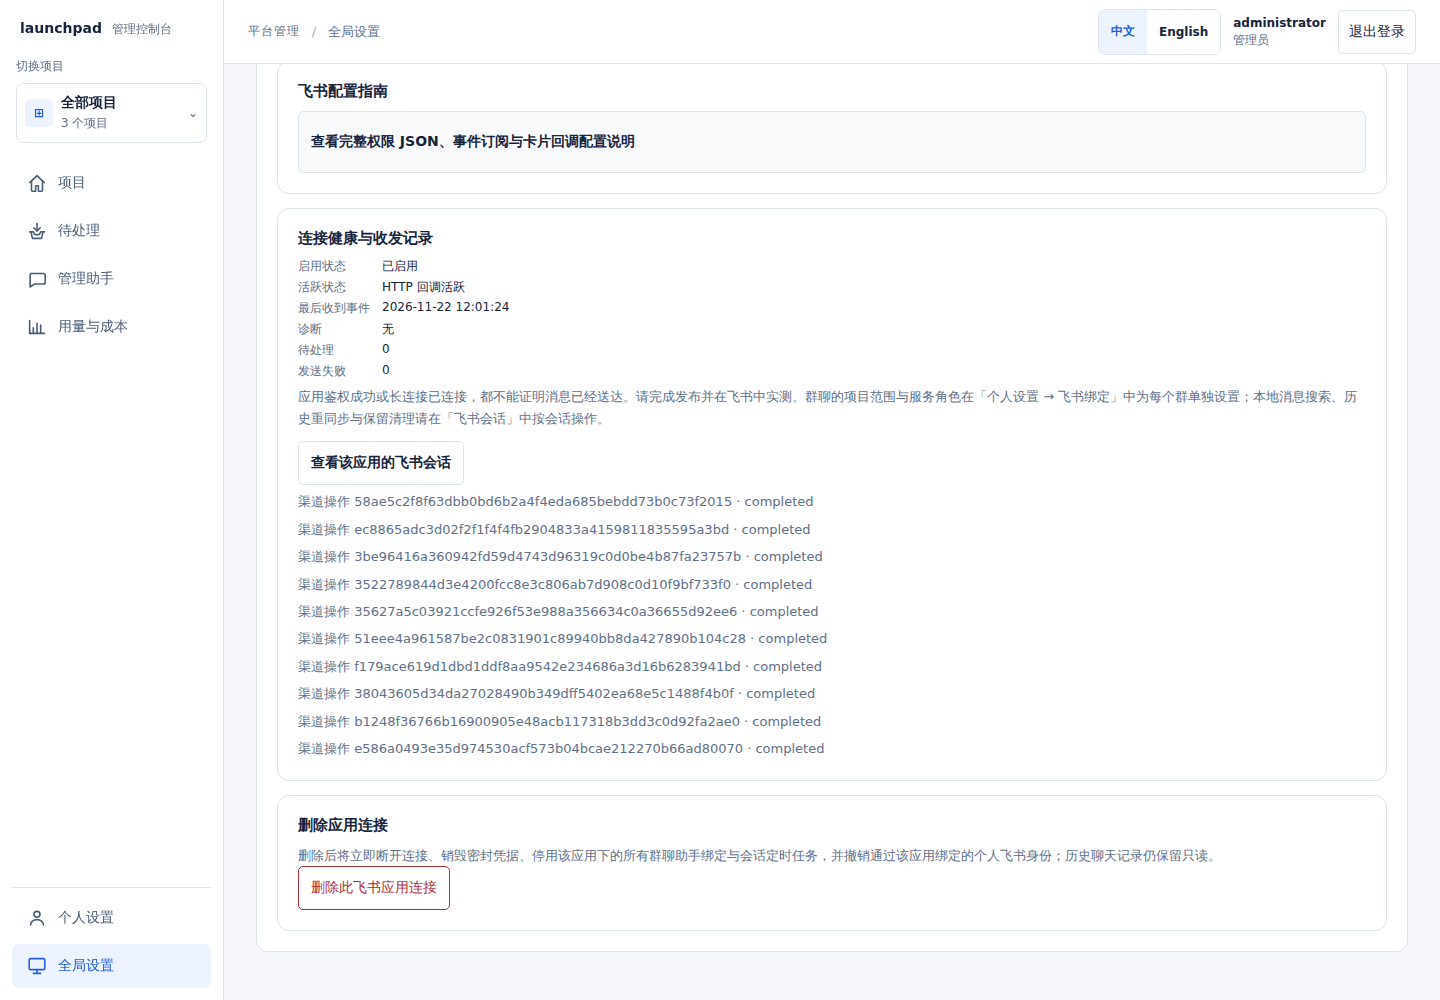 launchpad 管理控制台
切换项目
全部项目
3 个项目
项目
待处理
管理助手
用量与成本
个人设置
全局设置
平台管理 / 全局设置
中文 English
administrator
管理员
退出登录
飞书配置指南
查看完整权限 JSON、事件订阅与卡片回调配置说明
连接健康与收发记录
启用状态 已启用
活跃状态 HTTP 回调活跃
最后收到事件 2026-11-22 12:01:24
诊断 无
待处理 0
发送失败 0
应用鉴权成功或长连接已连接，都不能证明消息已经送达。请完成发布并在飞书中实测。群聊的项目范围与服务角色在「个人设置 → 飞书绑定」中为每个群单独设置；本地消息搜索、历
史重同步与保留清理请在「飞书会话」中按会话操作。
查看该应用的飞书会话
渠道操作 58ae5c2f8f63dbb0bd6b2a4f4eda685bebdd73b0c73f2015 · completed
渠道操作 ec8865adc3d02f2f1f4f4fb2904833a4159811835595a3bd · completed
渠道操作 3be96416a360942fd59d4743d96319c0d0be4b87fa23757b · completed
渠道操作 3522789844d3e4200fcc8e3c806ab7d908c0d10f9bf733f0 · completed
渠道操作 35627a5c03921ccfe926f53e988a356634c0a36655d92ee6 · completed
渠道操作 51eee4a961587be2c0831901c89940bb8da427890b104c28 · completed
渠道操作 f179ace619d1dbd1ddf8aa9542e234686a3d16b6283941bd · completed
渠道操作 38043605d34da27028490b349dff5402ea68e5c1488f4b0f · completed
渠道操作 b1248f36766b16900905e48acb117318b3dd3c0d92fa2ae0 · completed
渠道操作 e586a0493e35d974530acf573b04bcae212270b66ad80070 · completed
删除应用连接
删除后将立即断开连接、销毁密封凭据、停用该应用下的所有群聊助手绑定与会话定时任务，并撤销通过该应用绑定的个人飞书身份；历史聊天记录仍保留只读。
删除此飞书应用连接